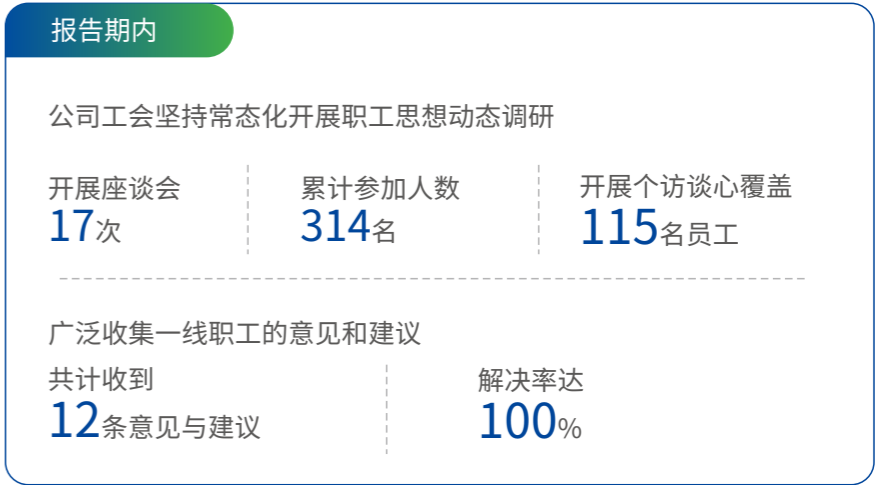 报告期内
公司工会坚持常态化开展职工思想动态调研
开展座谈会
17次
累计参加人数
314名
开展个访谈心覆盖
115名员工
广泛收集一线职工的意见和建议
共计收到
12条意见与建议
解决率达
100%